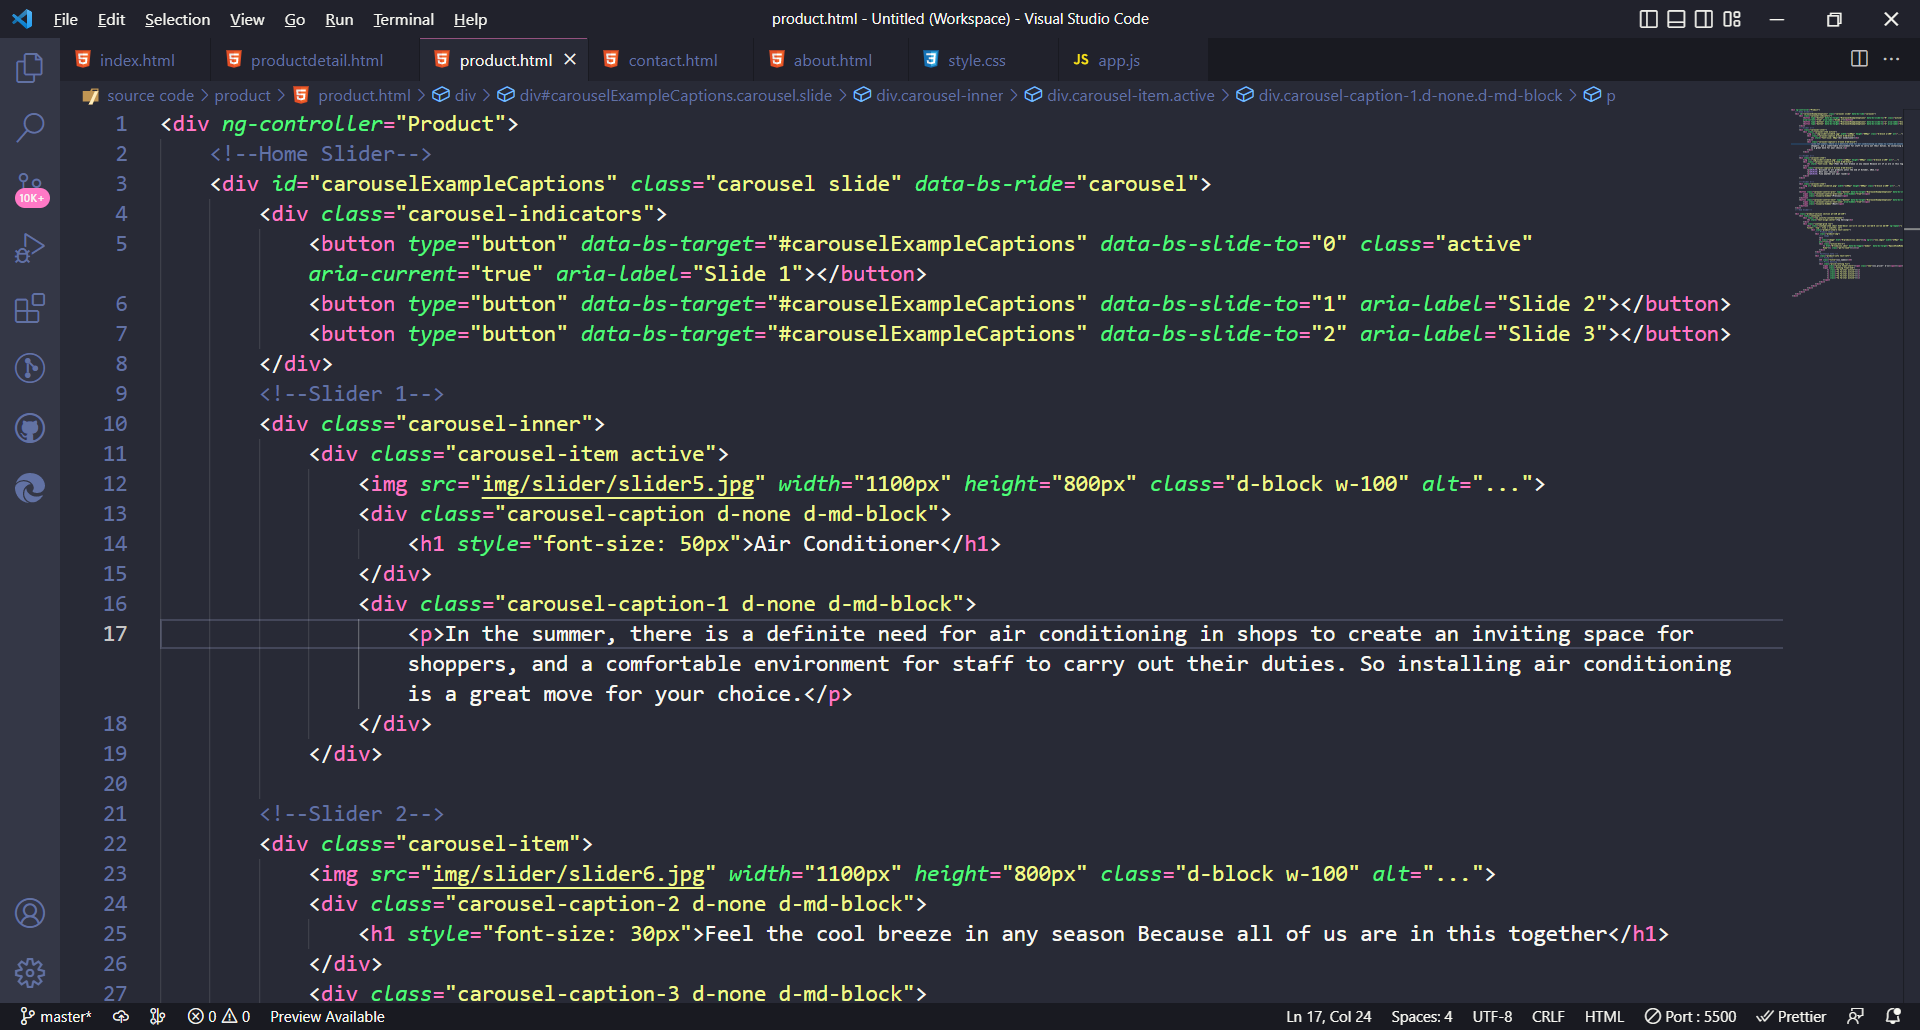 File Edit Selection View Go Run Terminal Help product.html - Untitled (Workspace) - Visual Studio Code
index.html productdetail.html product.html contact.html about.html style.css JS app.js
source code > product > product.html > div > div#carouselExampleCaptions.carousel.slide > div.carousel-inner > div.carousel-item.active > div.carousel-caption-1.d-none.d-md-block > p
10K+
1 <div ng-controller="Product">
2 <!--Home Slider-->
3 <div id="carouselExampleCaptions" class="carousel slide" data-bs-ride="carousel">
4 <div class="carousel-indicators">
5 <button type="button" data-bs-target="#carouselExampleCaptions" data-bs-slide-to="0" class="active"
aria-current="true" aria-label="Slide 1"></button>
6 <button type="button" data-bs-target="#carouselExampleCaptions" data-bs-slide-to="1" aria-label="Slide 2"></button>
7 <button type="button" data-bs-target="#carouselExampleCaptions" data-bs-slide-to="2" aria-label="Slide 3"></button>
8 </div>
9 <!--Slider 1-->
10 <div class="carousel-inner">
11 <div class="carousel-item active">
12 <img src="img/slider/slider5.jpg" width="1100px" height="800px" class="d-block w-100" alt="...">
13 <div class="carousel-caption d-none d-md-block">
14 <h1 style="font-size: 50px">Air Conditioner</h1>
15 </div>
16 <div class="carousel-caption-1 d-none d-md-block">
17 <p>In the summer, there is a definite need for air conditioning in shops to create an inviting space for
shoppers, and a comfortable environment for staff to carry out their duties. So installing air conditioning
is a great move for your choice.</p>
18 </div>
19 </div>
20
21 <!--Slider 2-->
22 <div class="carousel-item">
23 <img src="img/slider/slider6.jpg" width="1100px" height="800px" class="d-block w-100" alt="...">
24 <div class="carousel-caption-2 d-none d-md-block">
25 <h1 style="font-size: 30px">Feel the cool breeze in any season Because all of us are in this together</h1>
26 </div>
27 <div class="carousel-caption-3 d-none d-md-block">
master* 0 0 Preview Available Ln 17, Col 24 Spaces: 4 UTF-8 CRLF HTML Port : 5500 Prettier